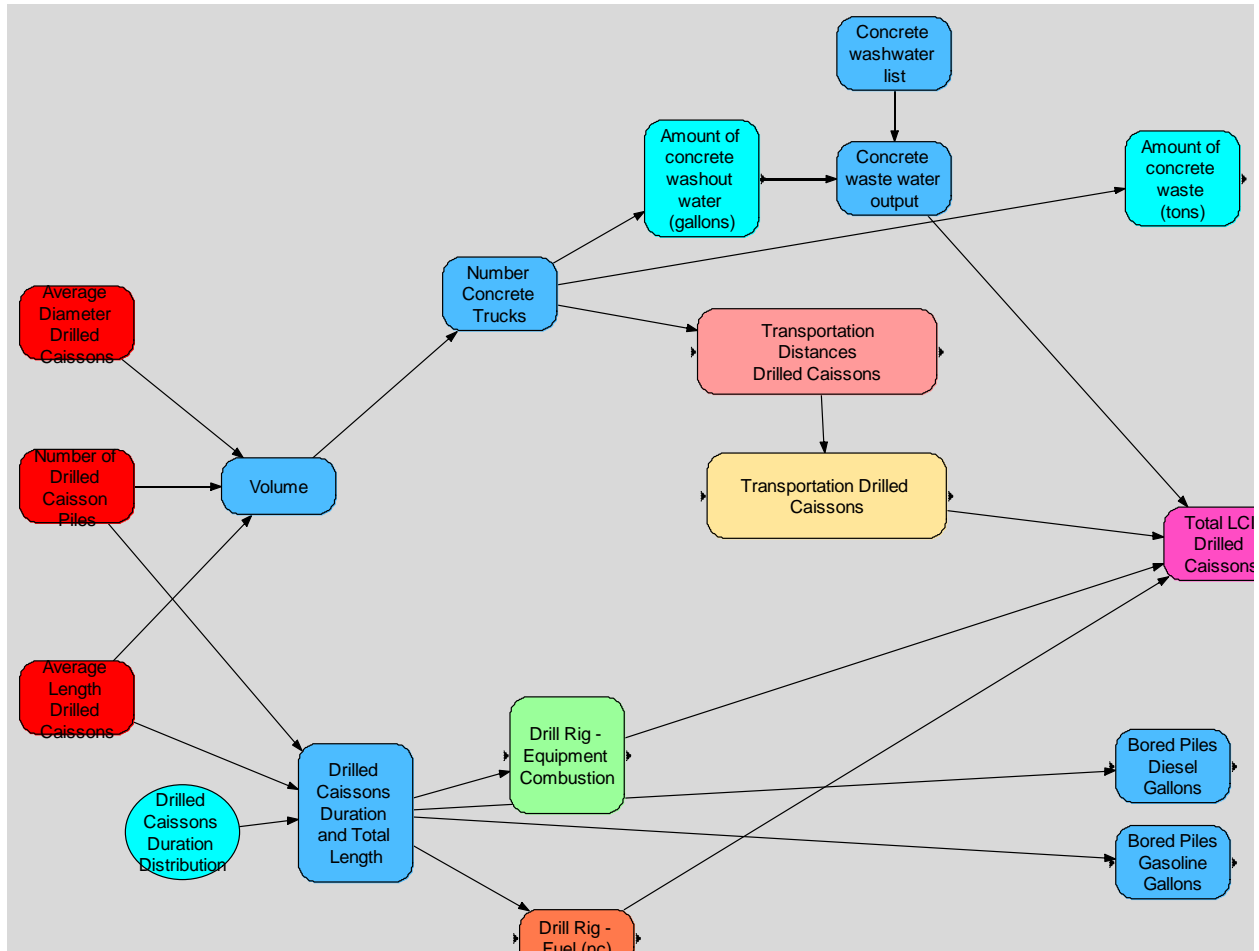 Concrete
washwater
list
Amount of
concrete
washout
water
(gallons)
Concrete
waste water
output
Amount of
concrete
waste
(tons)
Number
Concrete
Trucks
Average
Diameter
Drilled
Caissons
Transportation
Distances
Drilled Caissons
Number of
Drilled
Caisson
Piles
Volume
Transportation Drilled
Caissons
Total LCI
Drilled
Caissons
Average
Length
Drilled
Caissons
Drill Rig -
Equipment
Combustion
Drilled
Caissons
Duration
and Total
Length
Bored Piles
Diesel
Gallons
Drilled
Caissons
Duration
Distribution
Bored Piles
Gasoline
Gallons
Drill Rig -
Fuel (pc)